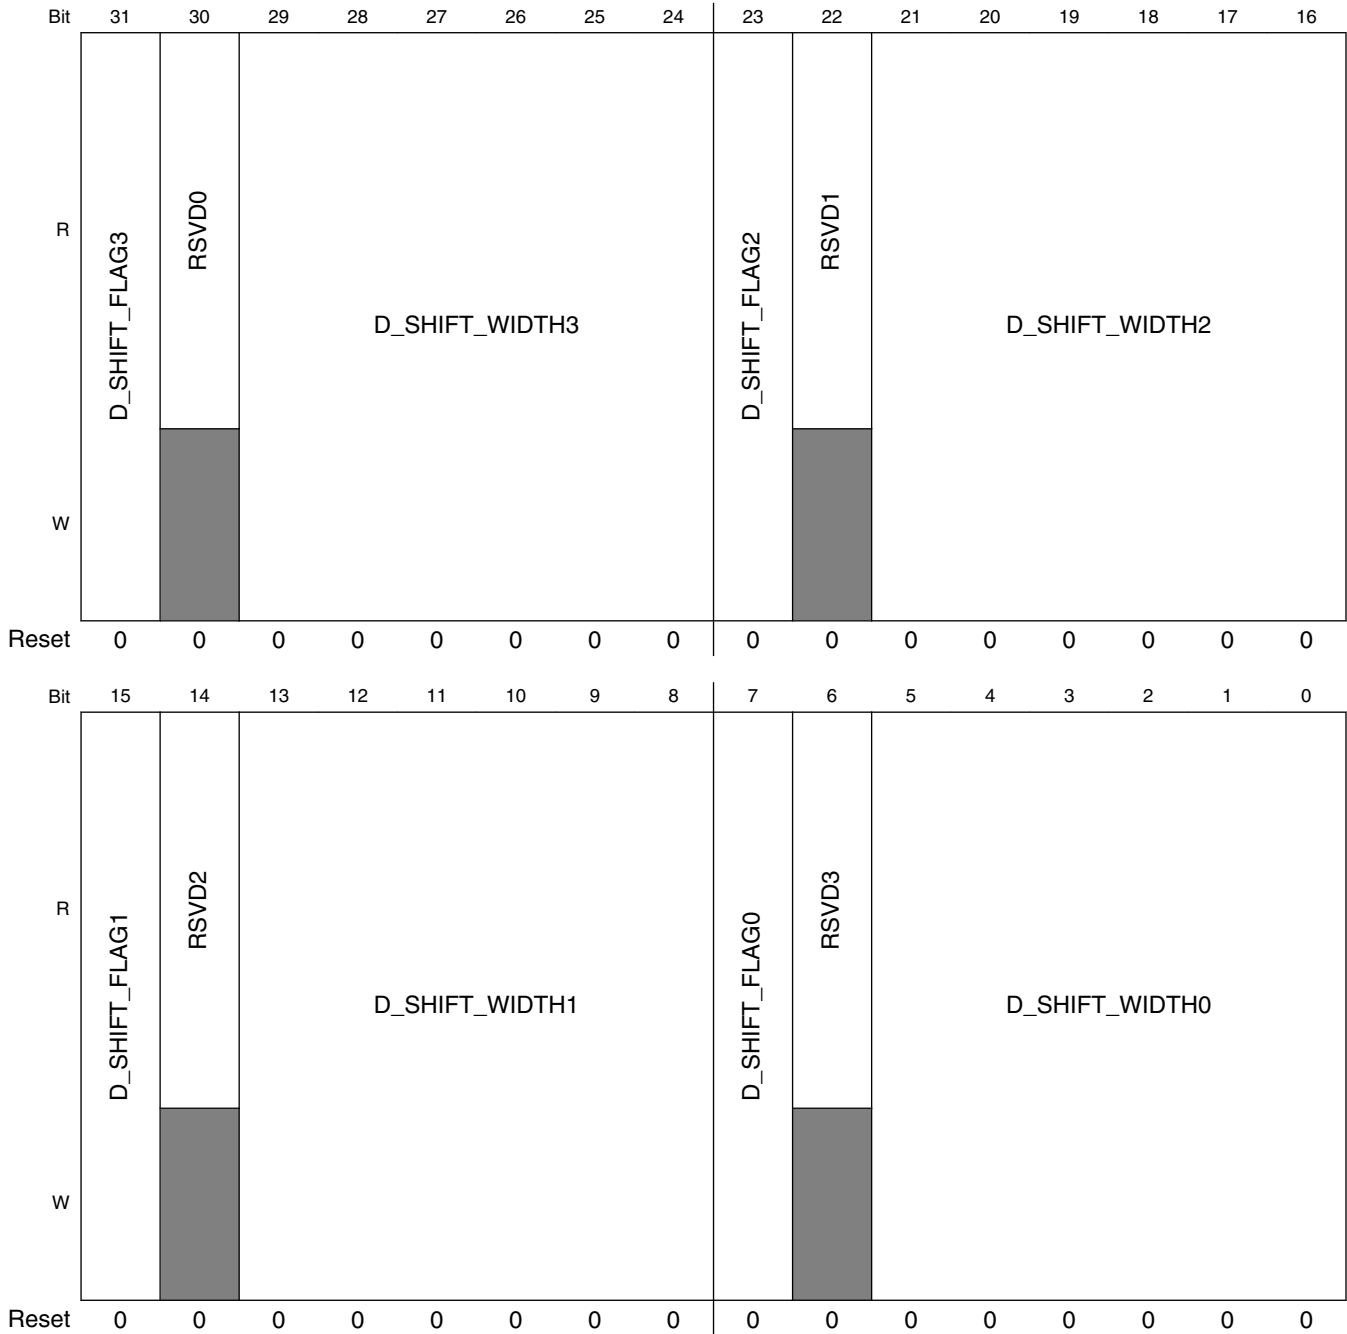 Bit 31 30 29 28 27 26 25 24 23 22 21 20 19 18 17 16
R D_SHIFT_FLAG3 RSVD0 D_SHIFT_WIDTH3 D_SHIFT_FLAG2 RSVD1 D_SHIFT_WIDTH2
W
Reset 0 0 0 0 0 0 0 0 0 0 0 0 0 0 0 0
Bit 15 14 13 12 11 10 9 8 7 6 5 4 3 2 1 0
R D_SHIFT_FLAG1 RSVD2 D_SHIFT_WIDTH1 D_SHIFT_FLAG0 RSVD3 D_SHIFT_WIDTH0
W
Reset 0 0 0 0 0 0 0 0 0 0 0 0 0 0 0 0